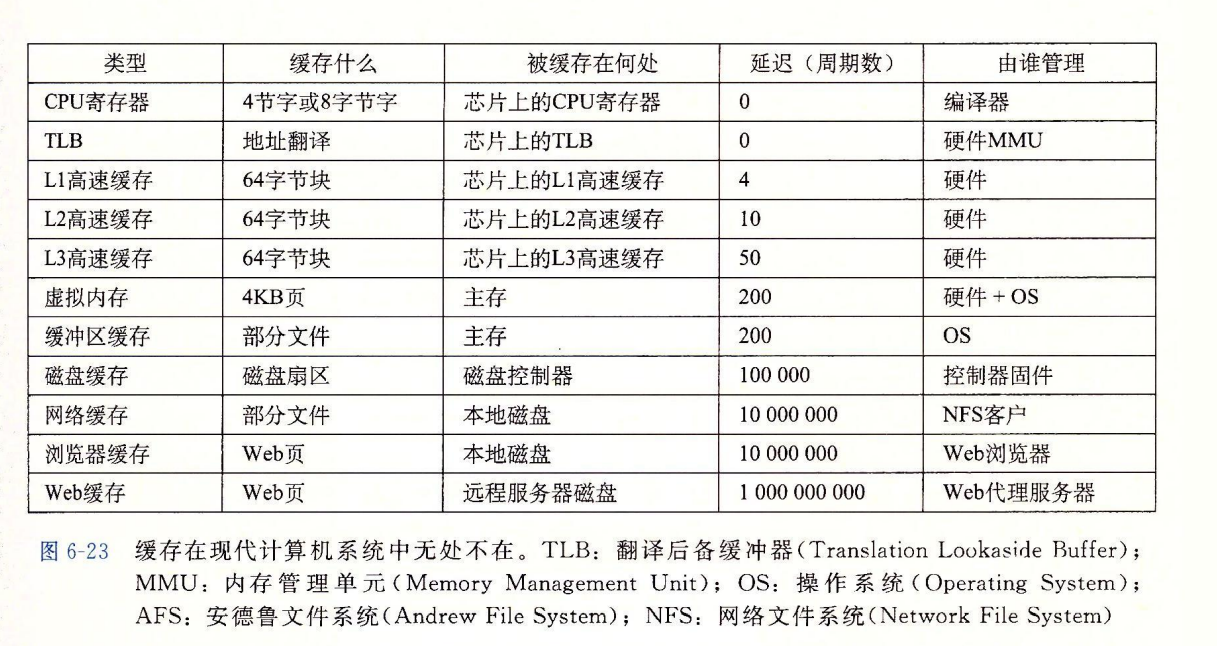 类型 缓存什么 被缓存在何处 延迟（周期数） 由谁管理
CPU寄存器 4节字或8字节字 芯片上的CPU寄存器 0 编译器
TLB 地址翻译 芯片上的TLB 0 硬件MMU
L1高速缓存 64字节块 芯片上的L1高速缓存 4 硬件
L2高速缓存 64字节块 芯片上的L2高速缓存 10 硬件
L3高速缓存 64字节块 芯片上的L3高速缓存 50 硬件
虚拟内存 4KB页 主存 200 硬件 + OS
缓冲区缓存 部分文件 主存 200 OS
磁盘缓存 磁盘扇区 磁盘控制器 100 000 控制器固件
网络缓存 部分文件 本地磁盘 10 000 000 NFS客户
浏览器缓存 Web页 本地磁盘 10 000 000 Web浏览器
Web缓存 Web页 远程服务器磁盘 1 000 000 000 Web代理服务器
图 6-23 缓存在现代计算机系统中无处不在。TLB：翻译后备缓冲器(Translation Lookaside Buffer)；
MMU：内存管理单元(Memory Management Unit)；OS：操作系统(Operating System)；
AFS：安德鲁文件系统(Andrew File System)；NFS：网络文件系统(Network File System)